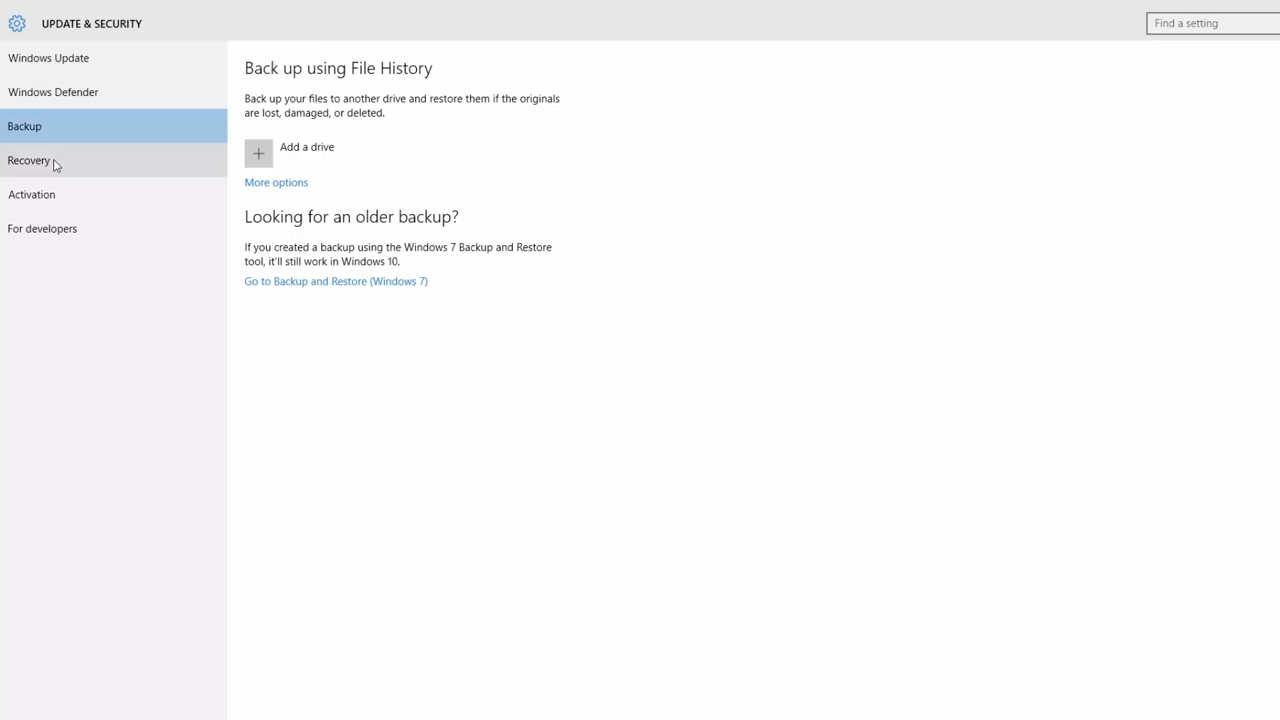 UPDATE & SECURITY
Find a setting
Windows Update
Windows Defender
Backup
Recovery
Activation
For developers
Back up using File History
Back up your files to another drive and restore them if the originals
are lost, damaged, or deleted.
Add a drive
More options
Looking for an older backup?
If you created a backup using the Windows 7 Backup and Restore
tool, it'll still work in Windows 10.
Go to Backup and Restore (Windows 7)